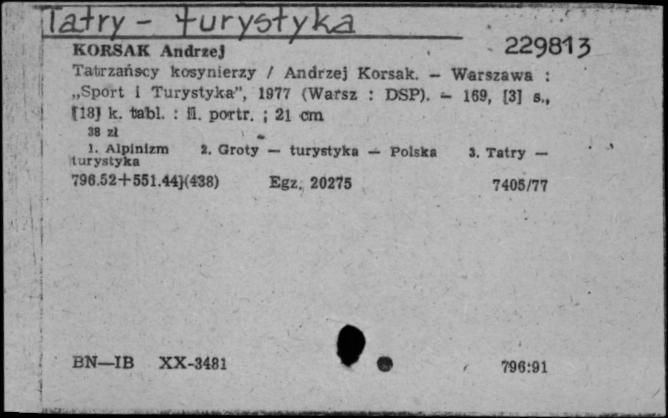 Tatry - turystyka
KORSAK Andrzej 229813
Tatrzańscy kosynierzy / Andrzej Korsak. — Warszawa :
„Sport i Turystyka”, 1977 (Warsz : DSP). — 169, [3] s.,
[18] k. tabl. : il. portr. ; 21 cm
38 zł
1. Alpinizm 2. Groty — turystyka — Polska 3. Tatry —
turystyka
796.52+551.44](438) Egz. 20275 7405/77
BN—IB XX-3481 796:91